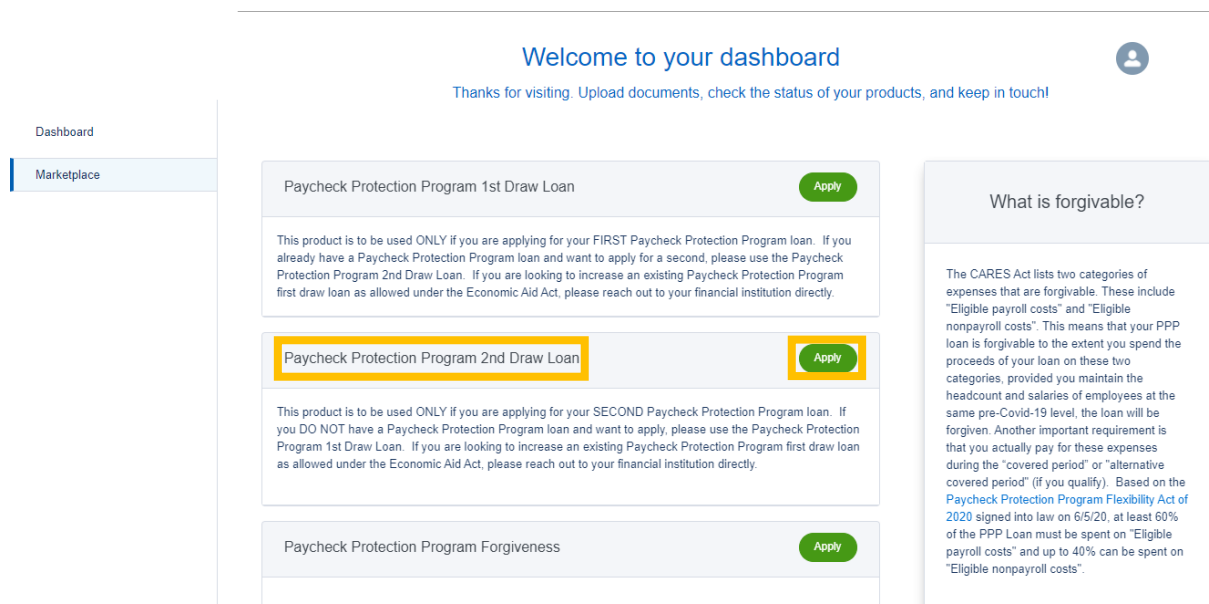 Welcome to your dashboard
Thanks for visiting. Upload documents, check the status of your products, and keep in touch!
Dashboard
Marketplace
Paycheck Protection Program 1st Draw Loan
Apply
This product is to be used ONLY if you are applying for your FIRST Paycheck Protection Program loan. If you
already have a Paycheck Protection Program loan and want to apply for a second, please use the Paycheck
Protection Program 2nd Draw Loan. If you are looking to increase an existing Paycheck Protection Program
first draw loan as allowed under the Economic Aid Act, please reach out to your financial institution directly.
Paycheck Protection Program 2nd Draw Loan
Apply
This product is to be used ONLY if you are applying for your SECOND Paycheck Protection Program loan. If
you DO NOT have a Paycheck Protection Program loan and want to apply, please use the Paycheck Protection
Program 1st Draw Loan. If you are looking to increase an existing Paycheck Protection Program first draw loan
as allowed under the Economic Aid Act, please reach out to your financial institution directly.
Paycheck Protection Program Forgiveness
Apply
What is forgivable?
The CARES Act lists two categories of
expenses that are forgivable. These include
"Eligible payroll costs" and "Eligible
nonpayroll costs". This means that your PPP
loan is forgivable to the extent you spend the
proceeds of your loan on these two
categories, provided you maintain the
headcount and salaries of employees at the
same pre-Covid-19 level, the loan will be
forgiven. Another important requirement is
that you actually pay for these expenses
during the “covered period” or "alternative
covered period" (if you qualify). Based on the
Paycheck Protection Program Flexibility Act of
2020 signed into law on 6/5/20, at least 60%
of the PPP Loan must be spent on "Eligible
payroll costs" and up to 40% can be spent on
"Eligible nonpayroll costs".